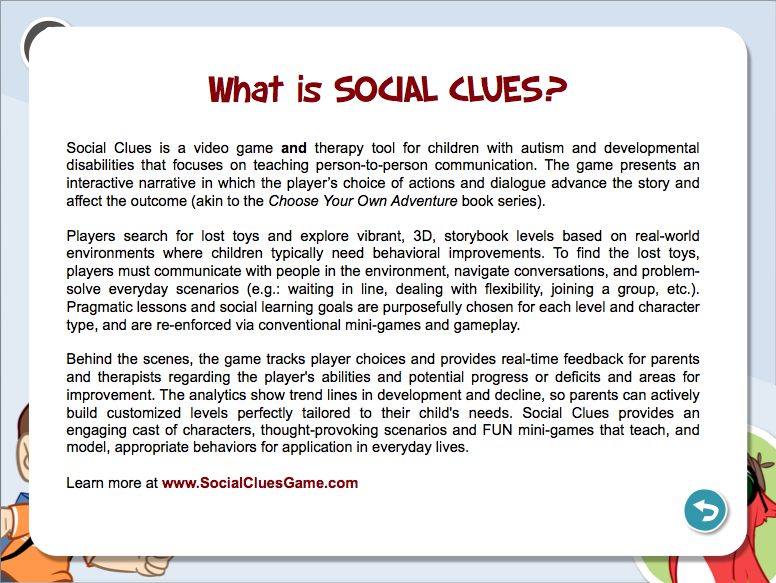 What is SOCIAL CLUES?
Social Clues is a video game and therapy tool for children with autism and developmental
disabilities that focuses on teaching person-to-person communication. The game presents an
interactive narrative in which the player's choice of actions and dialogue advance the story and
affect the outcome (akin to the Choose Your Own Adventure book series).
Players search for lost toys and explore vibrant, 3D, storybook levels based on real-world
environments where children typically need behavioral improvements. To find the lost toys,
players must communicate with people in the environment, navigate conversations, and problem-
solve everyday scenarios (e.g.: waiting in line, dealing with flexibility, joining a group, etc.).
Pragmatic lessons and social learning goals are purposefully chosen for each level and character
type, and are re-enforced via conventional mini-games and gameplay.
Behind the scenes, the game tracks player choices and provides real-time feedback for parents
and therapists regarding the player's abilities and potential progress or deficits and areas for
improvement. The analytics show trend lines in development and decline, so parents can actively
build customized levels perfectly tailored to their child's needs. Social Clues provides an
engaging cast of characters, thought-provoking scenarios and FUN mini-games that teach, and
model, appropriate behaviors for application in everyday lives.
Learn more at www.SocialCluesGame.com